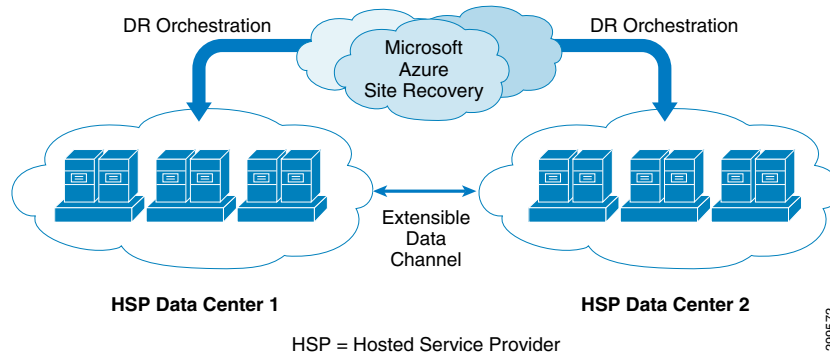 DR Orchestration
DR Orchestration
Microsoft
Azure
Site Recovery
Extensible
Data
Channel
HSP Data Center 1
HSP Data Center 2
HSP = Hosted Service Provider